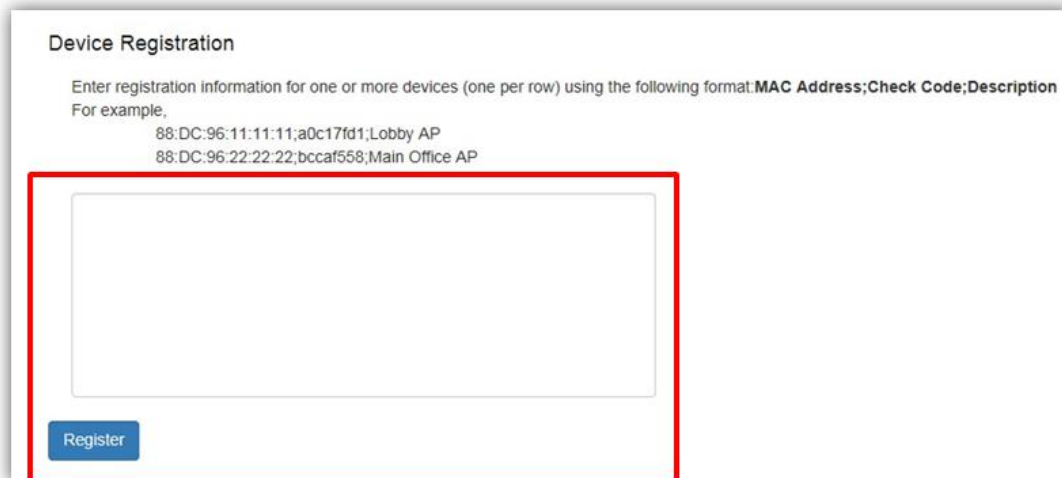 Device Registration
Enter registration information for one or more devices (one per row) using the following format:MAC Address;Check Code;Description
For example,
88:DC:96:11:11:11;a0c17fd1;Lobby AP
88:DC:96:22:22:22;bccaf558;Main Office AP
Register